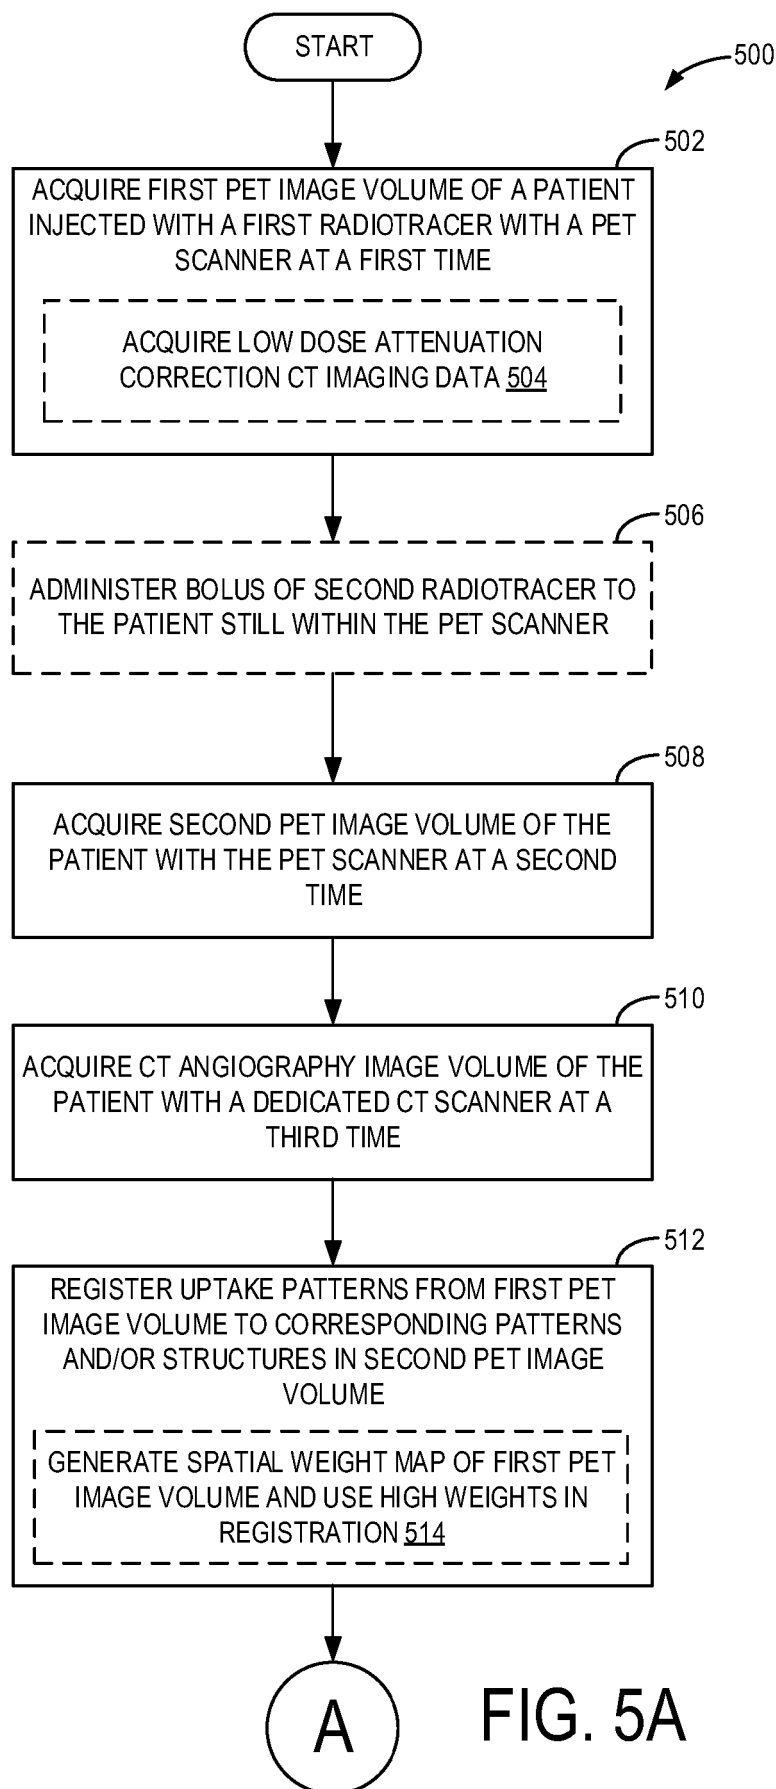 START
500
502
ACQUIRE FIRST PET IMAGE VOLUME OF A PATIENT
INJECTED WITH A FIRST RADIOTRACER WITH A PET
SCANNER AT A FIRST TIME
ACQUIRE LOW DOSE ATTENUATION
CORRECTION CT IMAGING DATA 504
506
ADMINISTER BOLUS OF SECOND RADIOTRACER TO
THE PATIENT STILL WITHIN THE PET SCANNER
508
ACQUIRE SECOND PET IMAGE VOLUME OF THE
PATIENT WITH THE PET SCANNER AT A SECOND
TIME
510
ACQUIRE CT ANGIOGRAPHY IMAGE VOLUME OF THE
PATIENT WITH A DEDICATED CT SCANNER AT A
THIRD TIME
512
REGISTER UPTAKE PATTERNS FROM FIRST PET
IMAGE VOLUME TO CORRESPONDING PATTERNS
AND/OR STRUCTURES IN SECOND PET IMAGE
VOLUME
GENERATE SPATIAL WEIGHT MAP OF FIRST PET
IMAGE VOLUME AND USE HIGH WEIGHTS IN
REGISTRATION 514
A
FIG. 5A